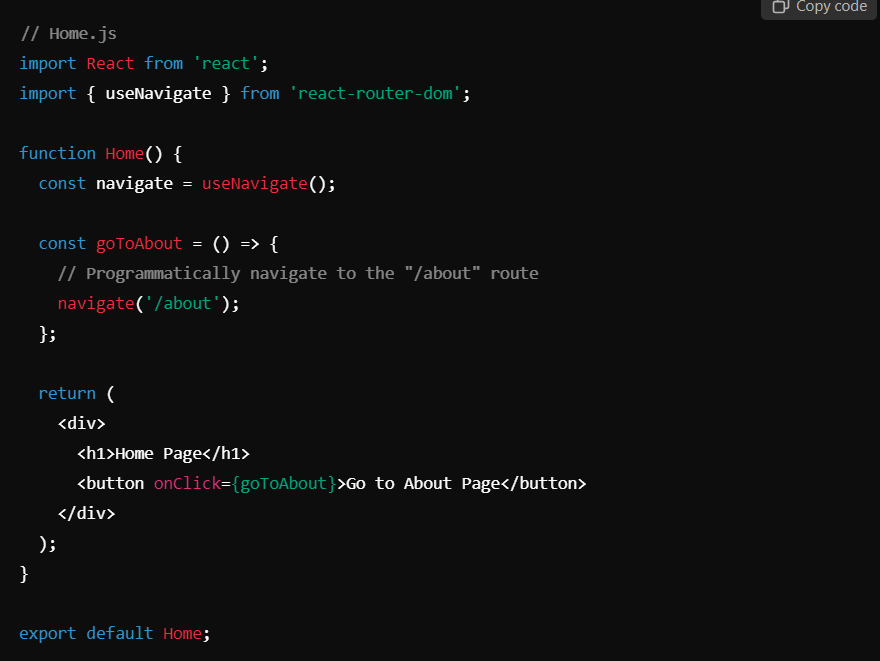 Copy code
// Home.js
import React from 'react';
import { useNavigate } from 'react-router-dom';

function Home() {
  const navigate = useNavigate();

  const goToAbout = () => {
    // Programmatically navigate to the "/about" route
    navigate('/about');
  };

  return (
    <div>
      <h1>Home Page</h1>
      <button onClick={goToAbout}>Go to About Page</button>
    </div>
  );
}

export default Home;